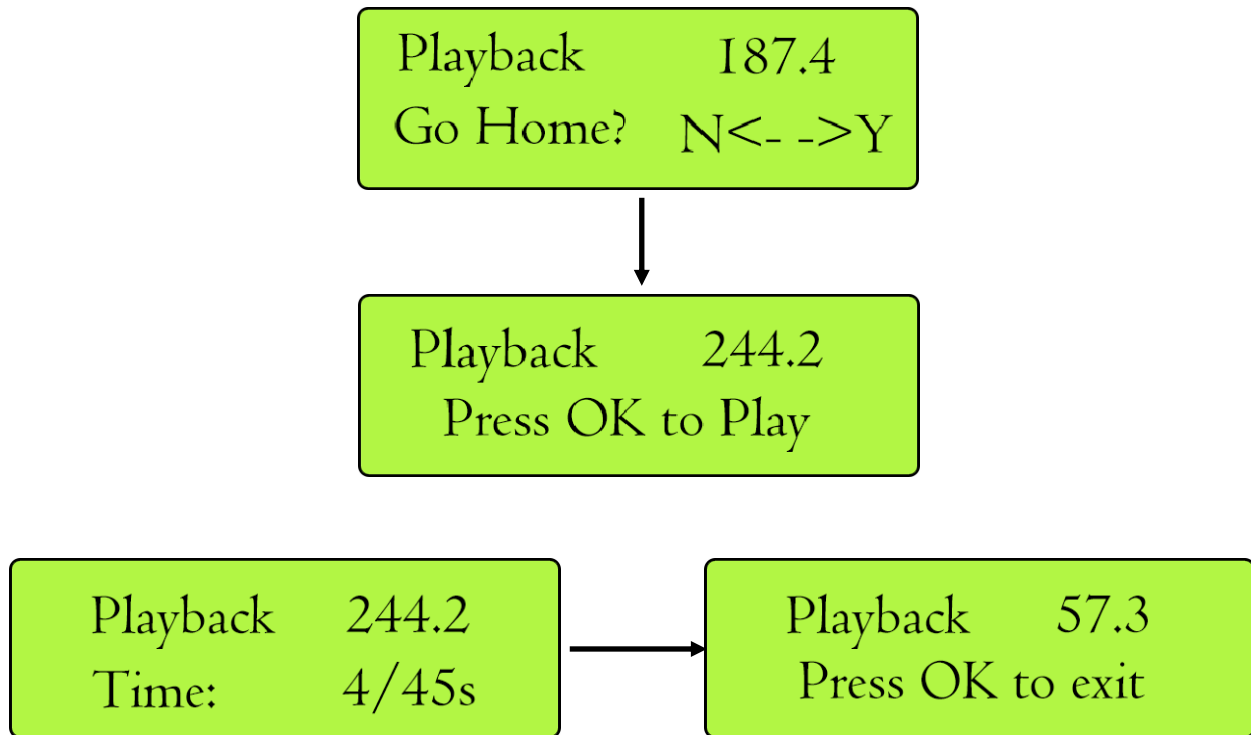 Playback 187.4
Go Home? N<- ->Y
Playback 244.2
Press OK to Play
Playback 244.2
Time: 4/45s
Playback 57.3
Press OK to exit